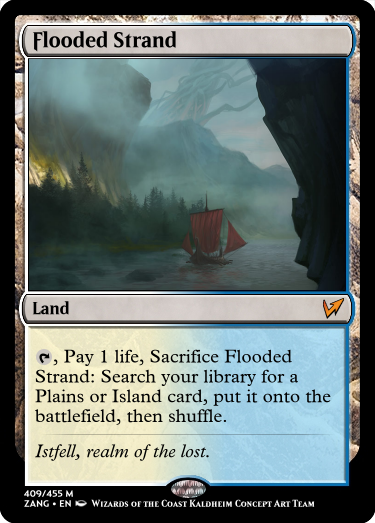 Flooded Strand
Land
, Pay 1 life, Sacrifice Flooded
Strand: Search your library for a
Plains or Island card, put it onto the
battlefield, then shuffle.
Istfell, realm of the lost.
409/455 M
ZANG • EN Wizards of the Coast Kaldheim Concept Art Team